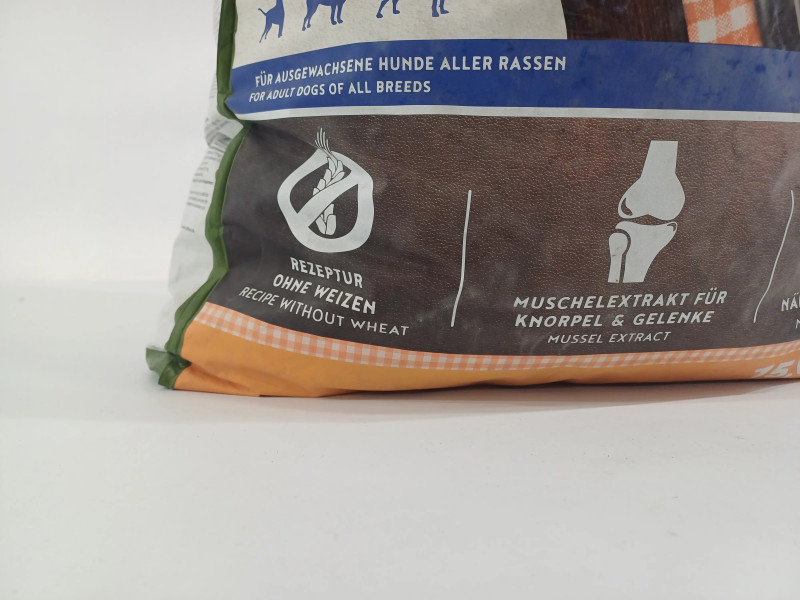 FÜR AUSGEWACHSENE HUNDE ALLER RASSEN
FOR ADULT DOGS OF ALL BREEDS
REZEPTUR
OHNE WEIZEN
RECIPE WITHOUT WHEAT
MUSCHELEXTRAKT FÜR
KNORPEL & GELENKE
MUSSEL EXTRACT